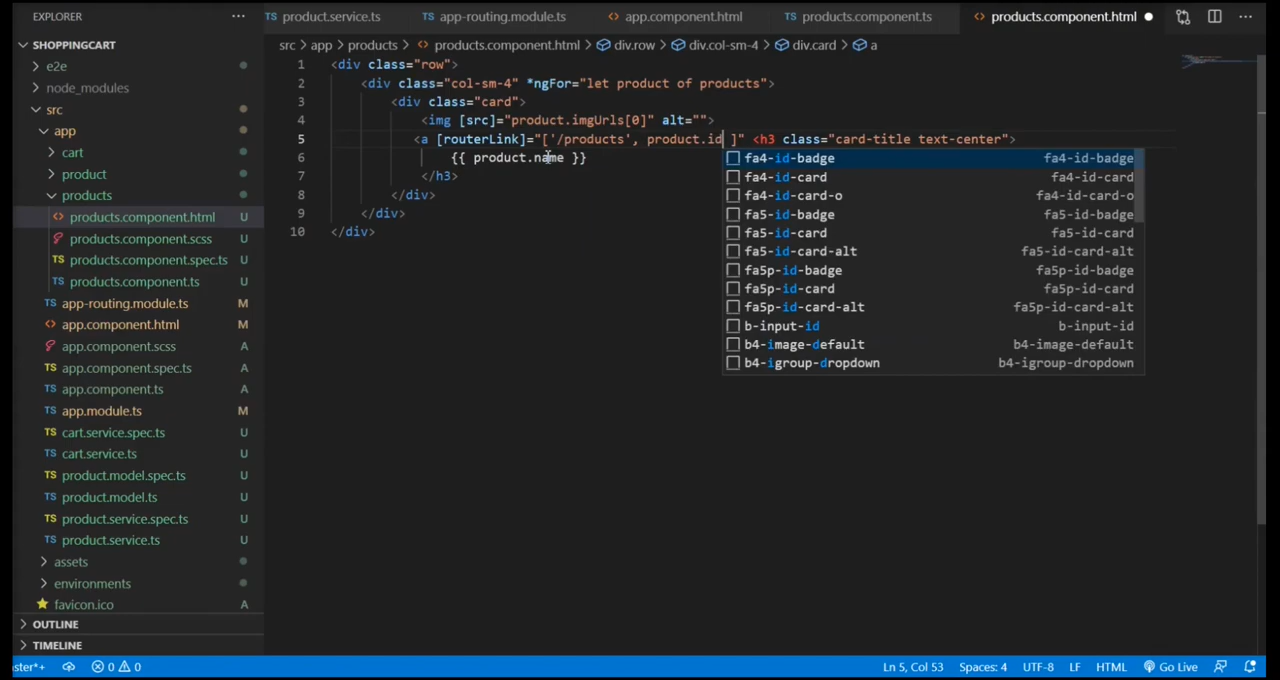 EXPLORER
product.service.ts
app-routing.module.ts
app.component.html
products.component.ts
products.component.html
SHOPPINGCART
e2e
node_modules
src
app
cart
product
products
products.component.html U
products.component.scss U
products.component.spec.ts U
products.component.ts U
app-routing.module.ts M
app.component.html M
app.component.scss A
app.component.spec.ts A
app.component.ts A
app.module.ts M
cart.service.spec.ts U
cart.service.ts U
product.model.spec.ts U
product.model.ts U
product.service.spec.ts U
product.service.ts U
assets
environments
favicon.ico A
OUTLINE
TIMELINE
src > app > products > products.component.html > div.row > div.col-sm-4 > div.card > a
1 <div class="row">
2 <div class="col-sm-4" *ngFor="let product of products">
3 <div class="card">
4 <img [src]="product.imgUrls[0]" alt="">
5 <a [routerLink]="['/products', product.id ]" <h3 class="card-title text-center">
6 {{ product.name }}
7 </h3>
8 </div>
9 </div>
10 </div>
fa4-id-badge fa4-id-badge
fa4-id-card fa4-id-card
fa4-id-card-o fa4-id-card-o
fa5-id-badge fa5-id-badge
fa5-id-card fa5-id-card
fa5-id-card-alt fa5-id-card-alt
fa5p-id-badge fa5p-id-badge
fa5p-id-card fa5p-id-card
fa5p-id-card-alt fa5p-id-card-alt
b-input-id b-input-id
b4-image-default b4-image-default
b4-igroup-dropdown b4-igroup-dropdown
ster*+ 0 0 Ln 5, Col 53 Spaces: 4 UTF-8 LF HTML Go Live